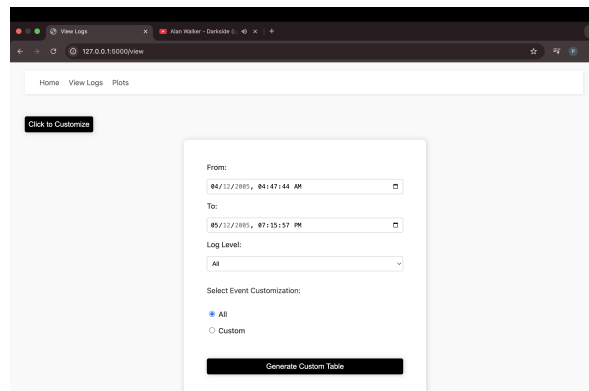 View Logs
Alan Walker - Darkside (
127.0.0.1:5000/view
P
Home View Logs Plots
Click to Customize
From:
04/12/2005, 04:47:44 AM
To:
05/12/2005, 07:15:57 PM
Log Level:
All
Select Event Customization:
All
Custom
Generate Custom Table